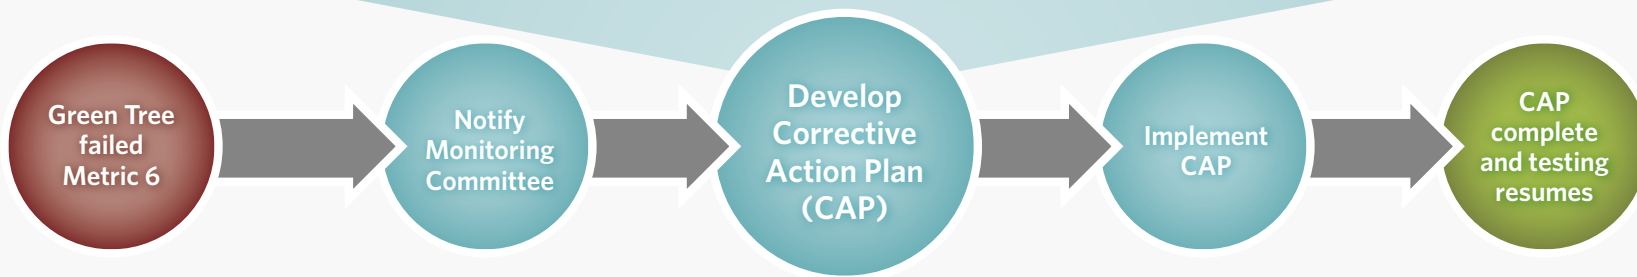 Green Tree
failed
Metric 6
Notify
Monitoring
Committee
Develop
Corrective
Action Plan
(CAP)
Implement
CAP
CAP
complete
and testing
resumes